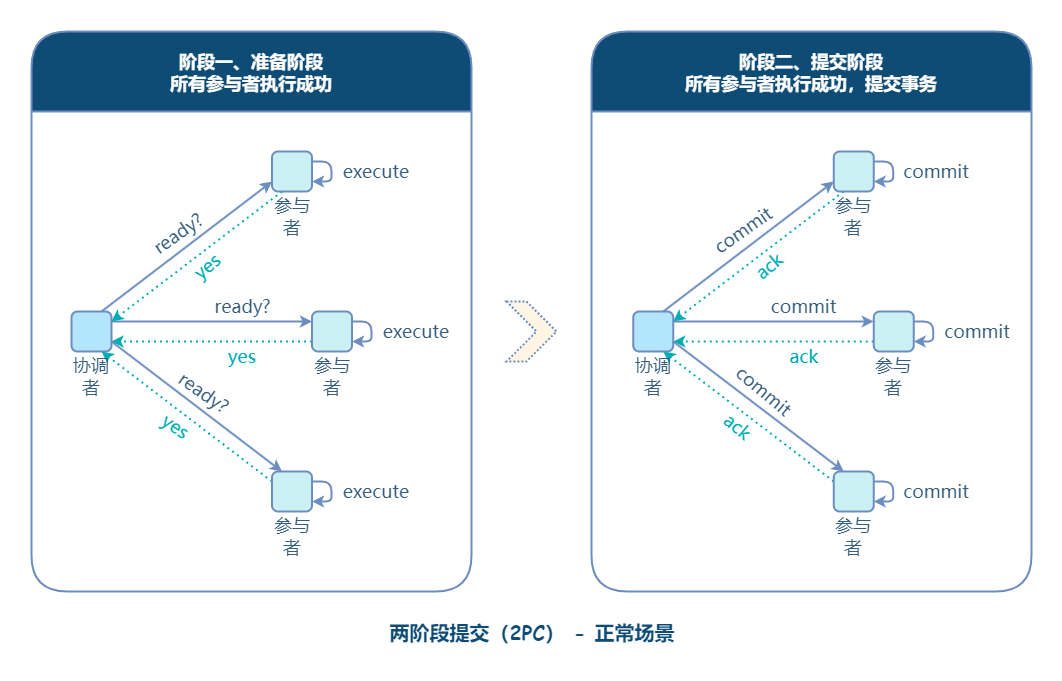 阶段一、准备阶段
所有参与者执行成功
execute
参与
者
ready?
yes
ready?
execute
yes
协调
者
参与
者
ready?
yes
execute
参与
者
阶段二、提交阶段
所有参与者执行成功，提交事务
commit
参与
者
commit
ack
commit
commit
ack
协调
者
参与
者
commit
ack
commit
参与
者
两阶段提交（2PC） - 正常场景